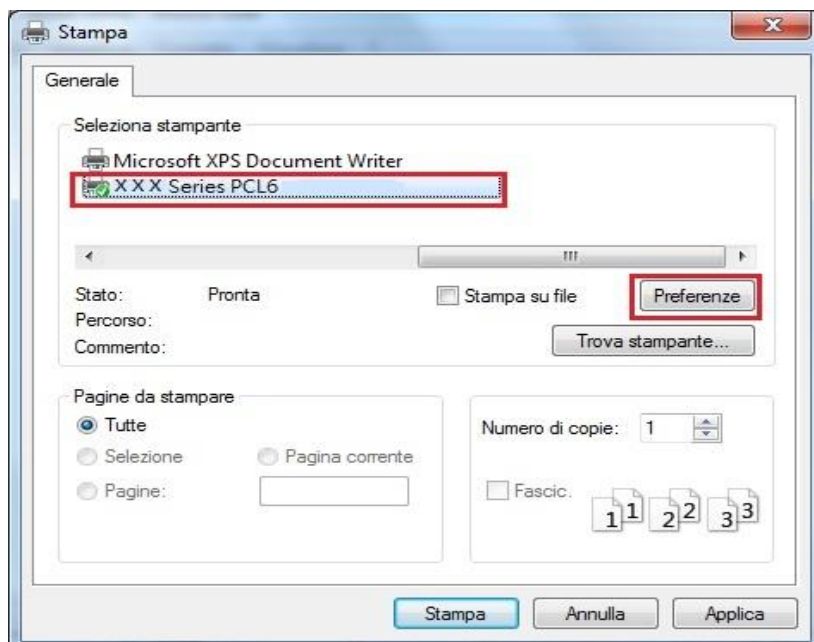 Stampa
Generale
Seleziona stampante
Microsoft XPS Document Writer
X X X Series PCL6
Stato: Pronta
Stampa su file
Preferenze
Percorso:
Commento:
Trova stampante...
Pagine da stampare
Tutte
Selezione
Pagina corrente
Pagine:
Numero di copie: 1
Fascic.
1 1 2 2 3 3
Stampa
Annulla
Applica